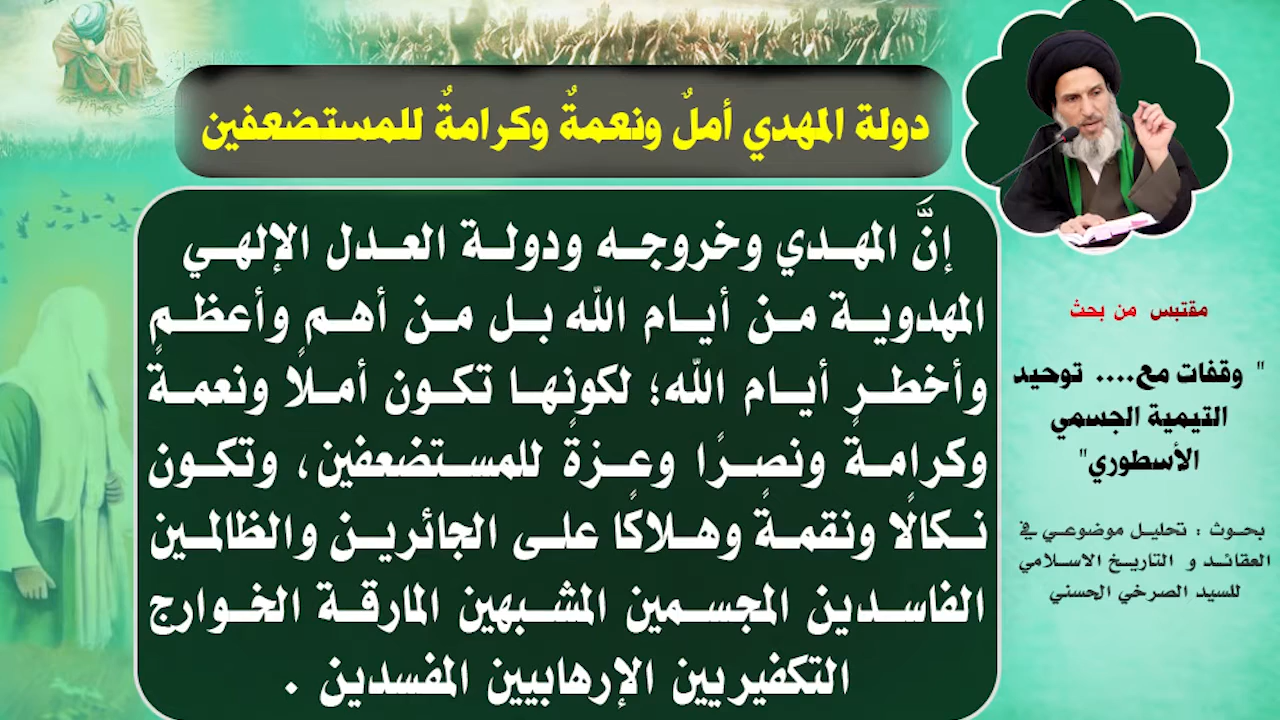 دولة المهدي أملٌ ونعمةٌ وكرامةٌ للمستضعفين
إنَّ المهدي وخروجه ودولة العدل الإلهي
المهدوية من أيام الله بل من أهم وأعظم
وأخطر أيام الله؛ لكونها تكون أملًا ونعمةً
وكرامةً ونصرًا وعزةً للمستضعفين، وتكون
نكالًا ونقمةً وهلاكًا على الجائرين والظالمين
الفاسدين المجسمين المشبهين المارقة الخوارج
التكفيريين الإرهابيين المفسدين .
مقتبس من بحث
" وقفات مع.... توحيد
التيمية الجسمي
الأسطوري"
بحوث : تحليل موضوعي في
العقائد و التاريخ الاسلامي
للسيد الصرخي الحسني